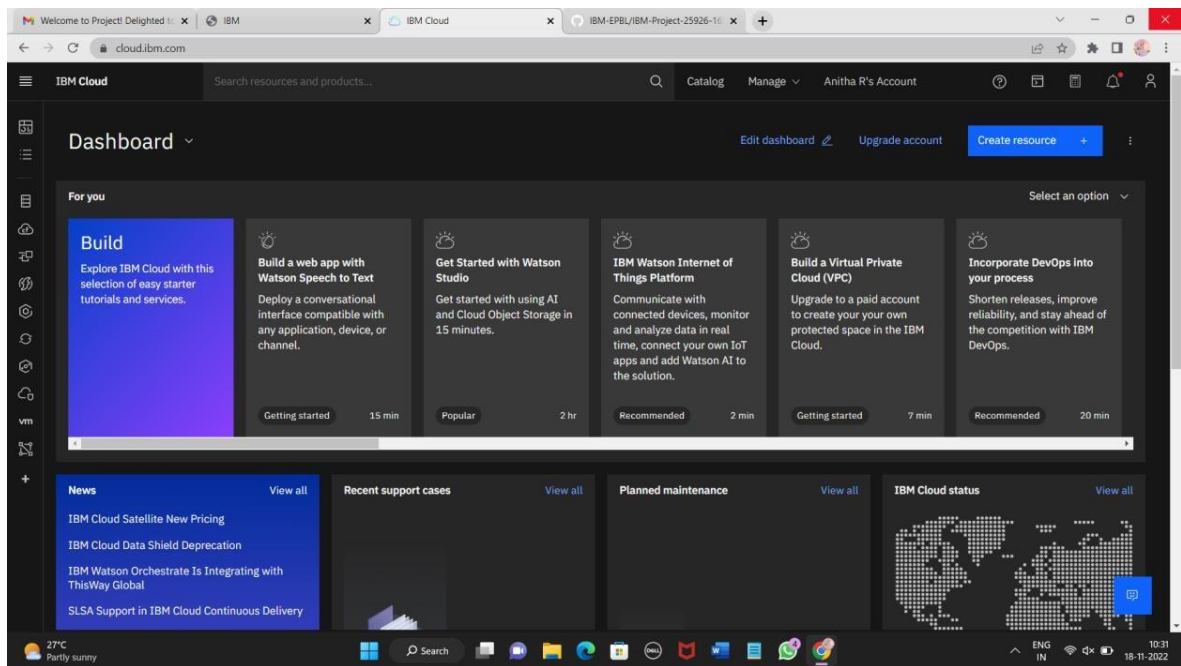 Welcome to Project! Delighted to
IBM
IBM Cloud
IBM-EPBL/IBM-Project-25926-16
cloud.ibm.com
IBM Cloud
Search resources and products...
Catalog
Manage
Anitha R's Account
Dashboard
Edit dashboard
Upgrade account
Create resource +
For you
Select an option
Build
Explore IBM Cloud with this
selection of easy starter
tutorials and services.
Build a web app with
Watson Speech to Text
Deploy a conversational
interface compatible with
any application, device, or
channel.
Getting started 15 min
Get Started with Watson
Studio
Get started with using AI
and Cloud Object Storage in
15 minutes.
Popular 2 hr
IBM Watson Internet of
Things Platform
Communicate with
connected devices, monitor
and analyze data in real
time, connect your own IoT
apps and add Watson AI to
the solution.
Recommended 2 min
Build a Virtual Private
Cloud (VPC)
Upgrade to a paid account
to create your your own
protected space in the IBM
Cloud.
Getting started 7 min
Incorporate DevOps into
your process
Shorten releases, improve
reliability, and stay ahead of
the competition with IBM
DevOps.
Recommended 20 min
vm
News View all
IBM Cloud Satellite New Pricing
IBM Cloud Data Shield Deprecation
IBM Watson Orchestrate Is Integrating with
ThisWay Global
SLSA Support in IBM Cloud Continuous Delivery
Recent support cases View all
Planned maintenance View all
IBM Cloud status View all
27°C
Partly sunny
Search
ENG
IN
10:31
18-11-2022